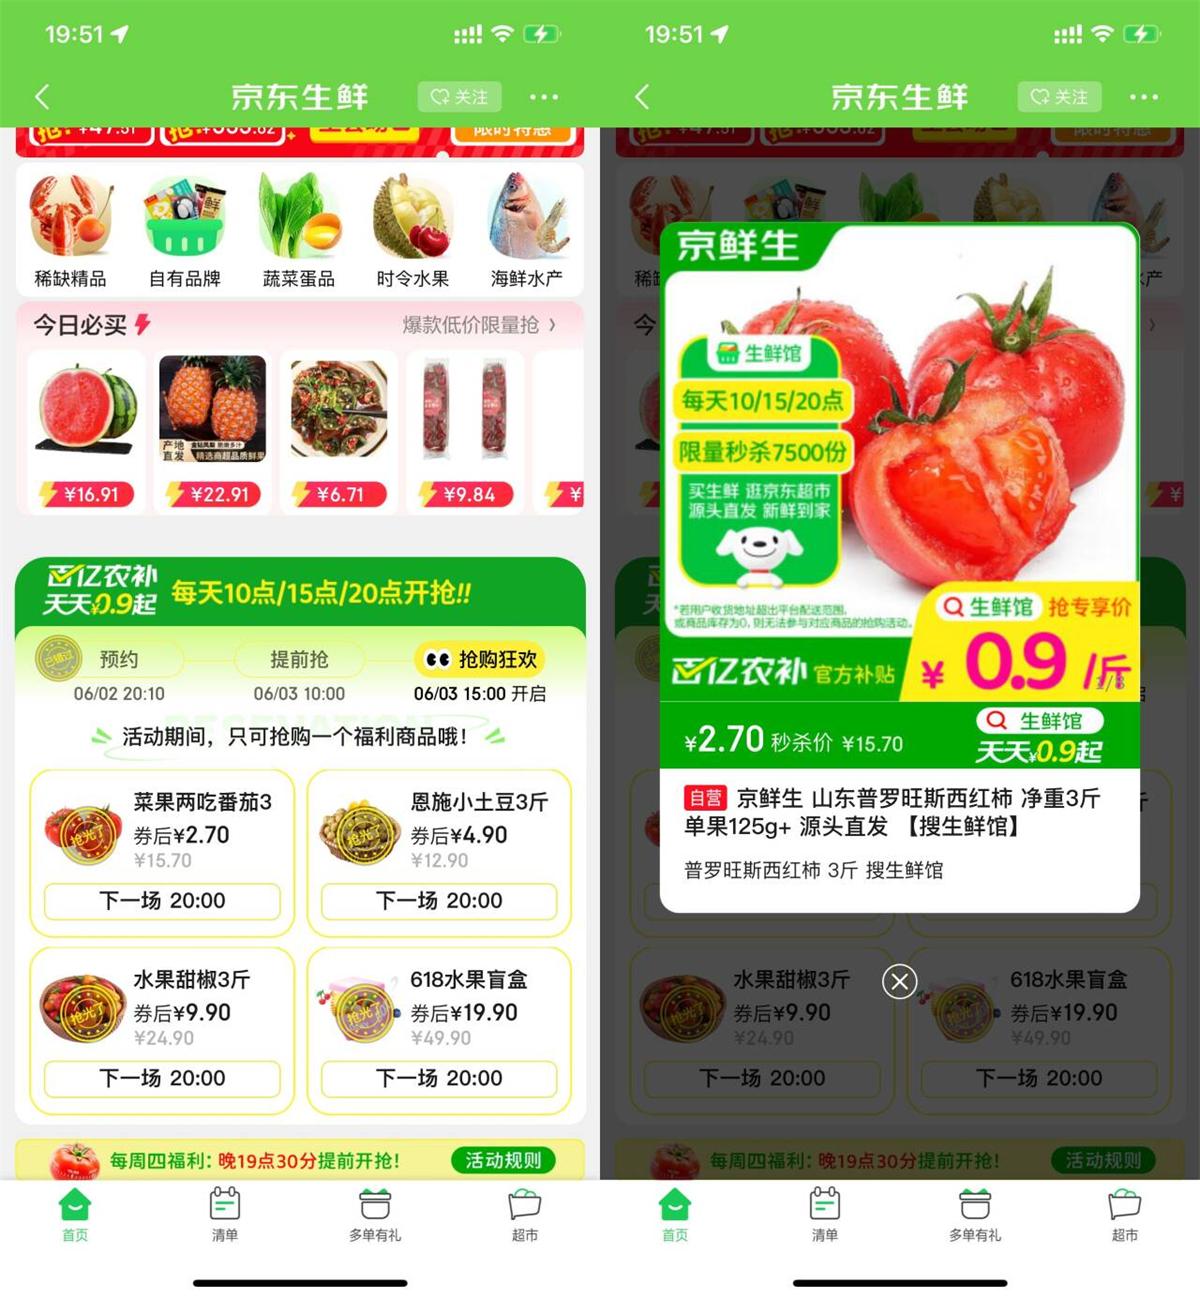 19:51
京东生鲜
关注
稀缺精品
自有品牌
蔬菜蛋品
时令水果
海鲜水产
今日必买
爆款低价限量抢
产地直发
精选商超品质鲜果
¥16.91
¥22.91
¥6.71
¥9.84
¥
百亿农补
天天¥0.9起
每天10点/15点/20点开抢!!
已错过
预约
提前抢
抢购狂欢
06/02 20:10
06/03 10:00
06/03 15:00 开启
活动期间，只可抢购一个福利商品哦！
菜果两吃番茄3
券后¥2.70
¥15.70
抢光了
下一场 20:00
恩施小土豆3斤
券后¥4.90
¥12.90
抢光了
下一场 20:00
水果甜椒3斤
券后¥9.90
¥24.90
抢光了
下一场 20:00
618水果盲盒
券后¥19.90
¥49.90
抢光了
下一场 20:00
每周四福利：晚19点30分提前开抢！
活动规则
首页
清单
多单有礼
超市
19:51
京东生鲜
关注
京鲜生
生鲜馆
每天10/15/20点
限量秒杀7500份
买生鲜 逛京东超市
源头直发 新鲜到家
*若用户收货地址超出平台配送范围,
或商品库存为0,则无法参与对应商品的抢购活动。
生鲜馆 抢专享价
百亿农补 官方补贴
¥0.9/斤
1/8
¥2.70 秒杀价 ¥15.70
生鲜馆
天天¥0.9起
自营 京鲜生 山东普罗旺斯西红柿 净重3斤
单果125g+ 源头直发 【搜生鲜馆】
普罗旺斯西红柿 3斤 搜生鲜馆
水果甜椒3斤
券后¥9.90
¥24.90
抢光了
下一场 20:00
618水果盲盒
券后¥19.90
¥49.90
抢光了
下一场 20:00
每周四福利：晚19点30分提前开抢！
活动规则
首页
清单
多单有礼
超市